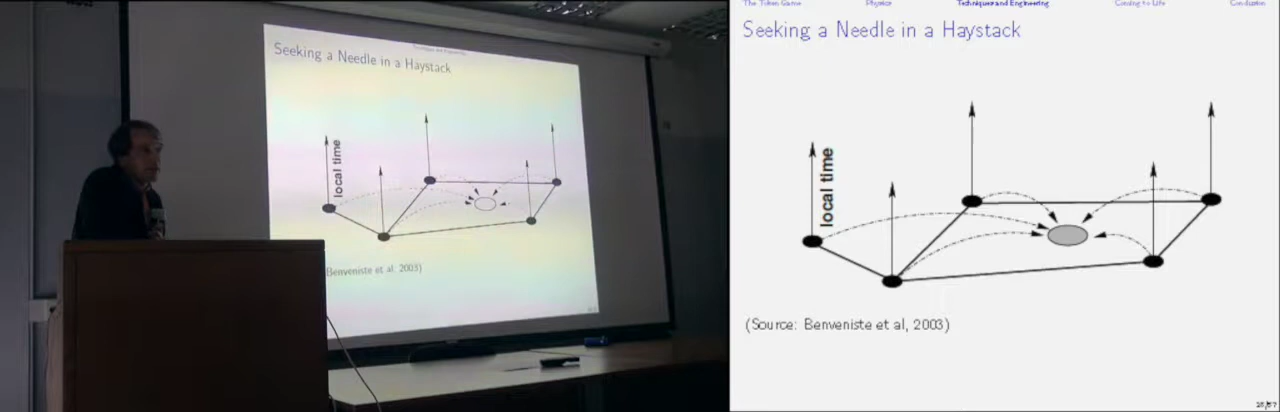 Seeking a Needle in a Haystack
local time
Benveniste et al, 2003)
The Token Game Physics Techniques and Engineering Coming to Life Conclusion
Seeking a Needle in a Haystack
local time
(Source: Benveniste et al, 2003)